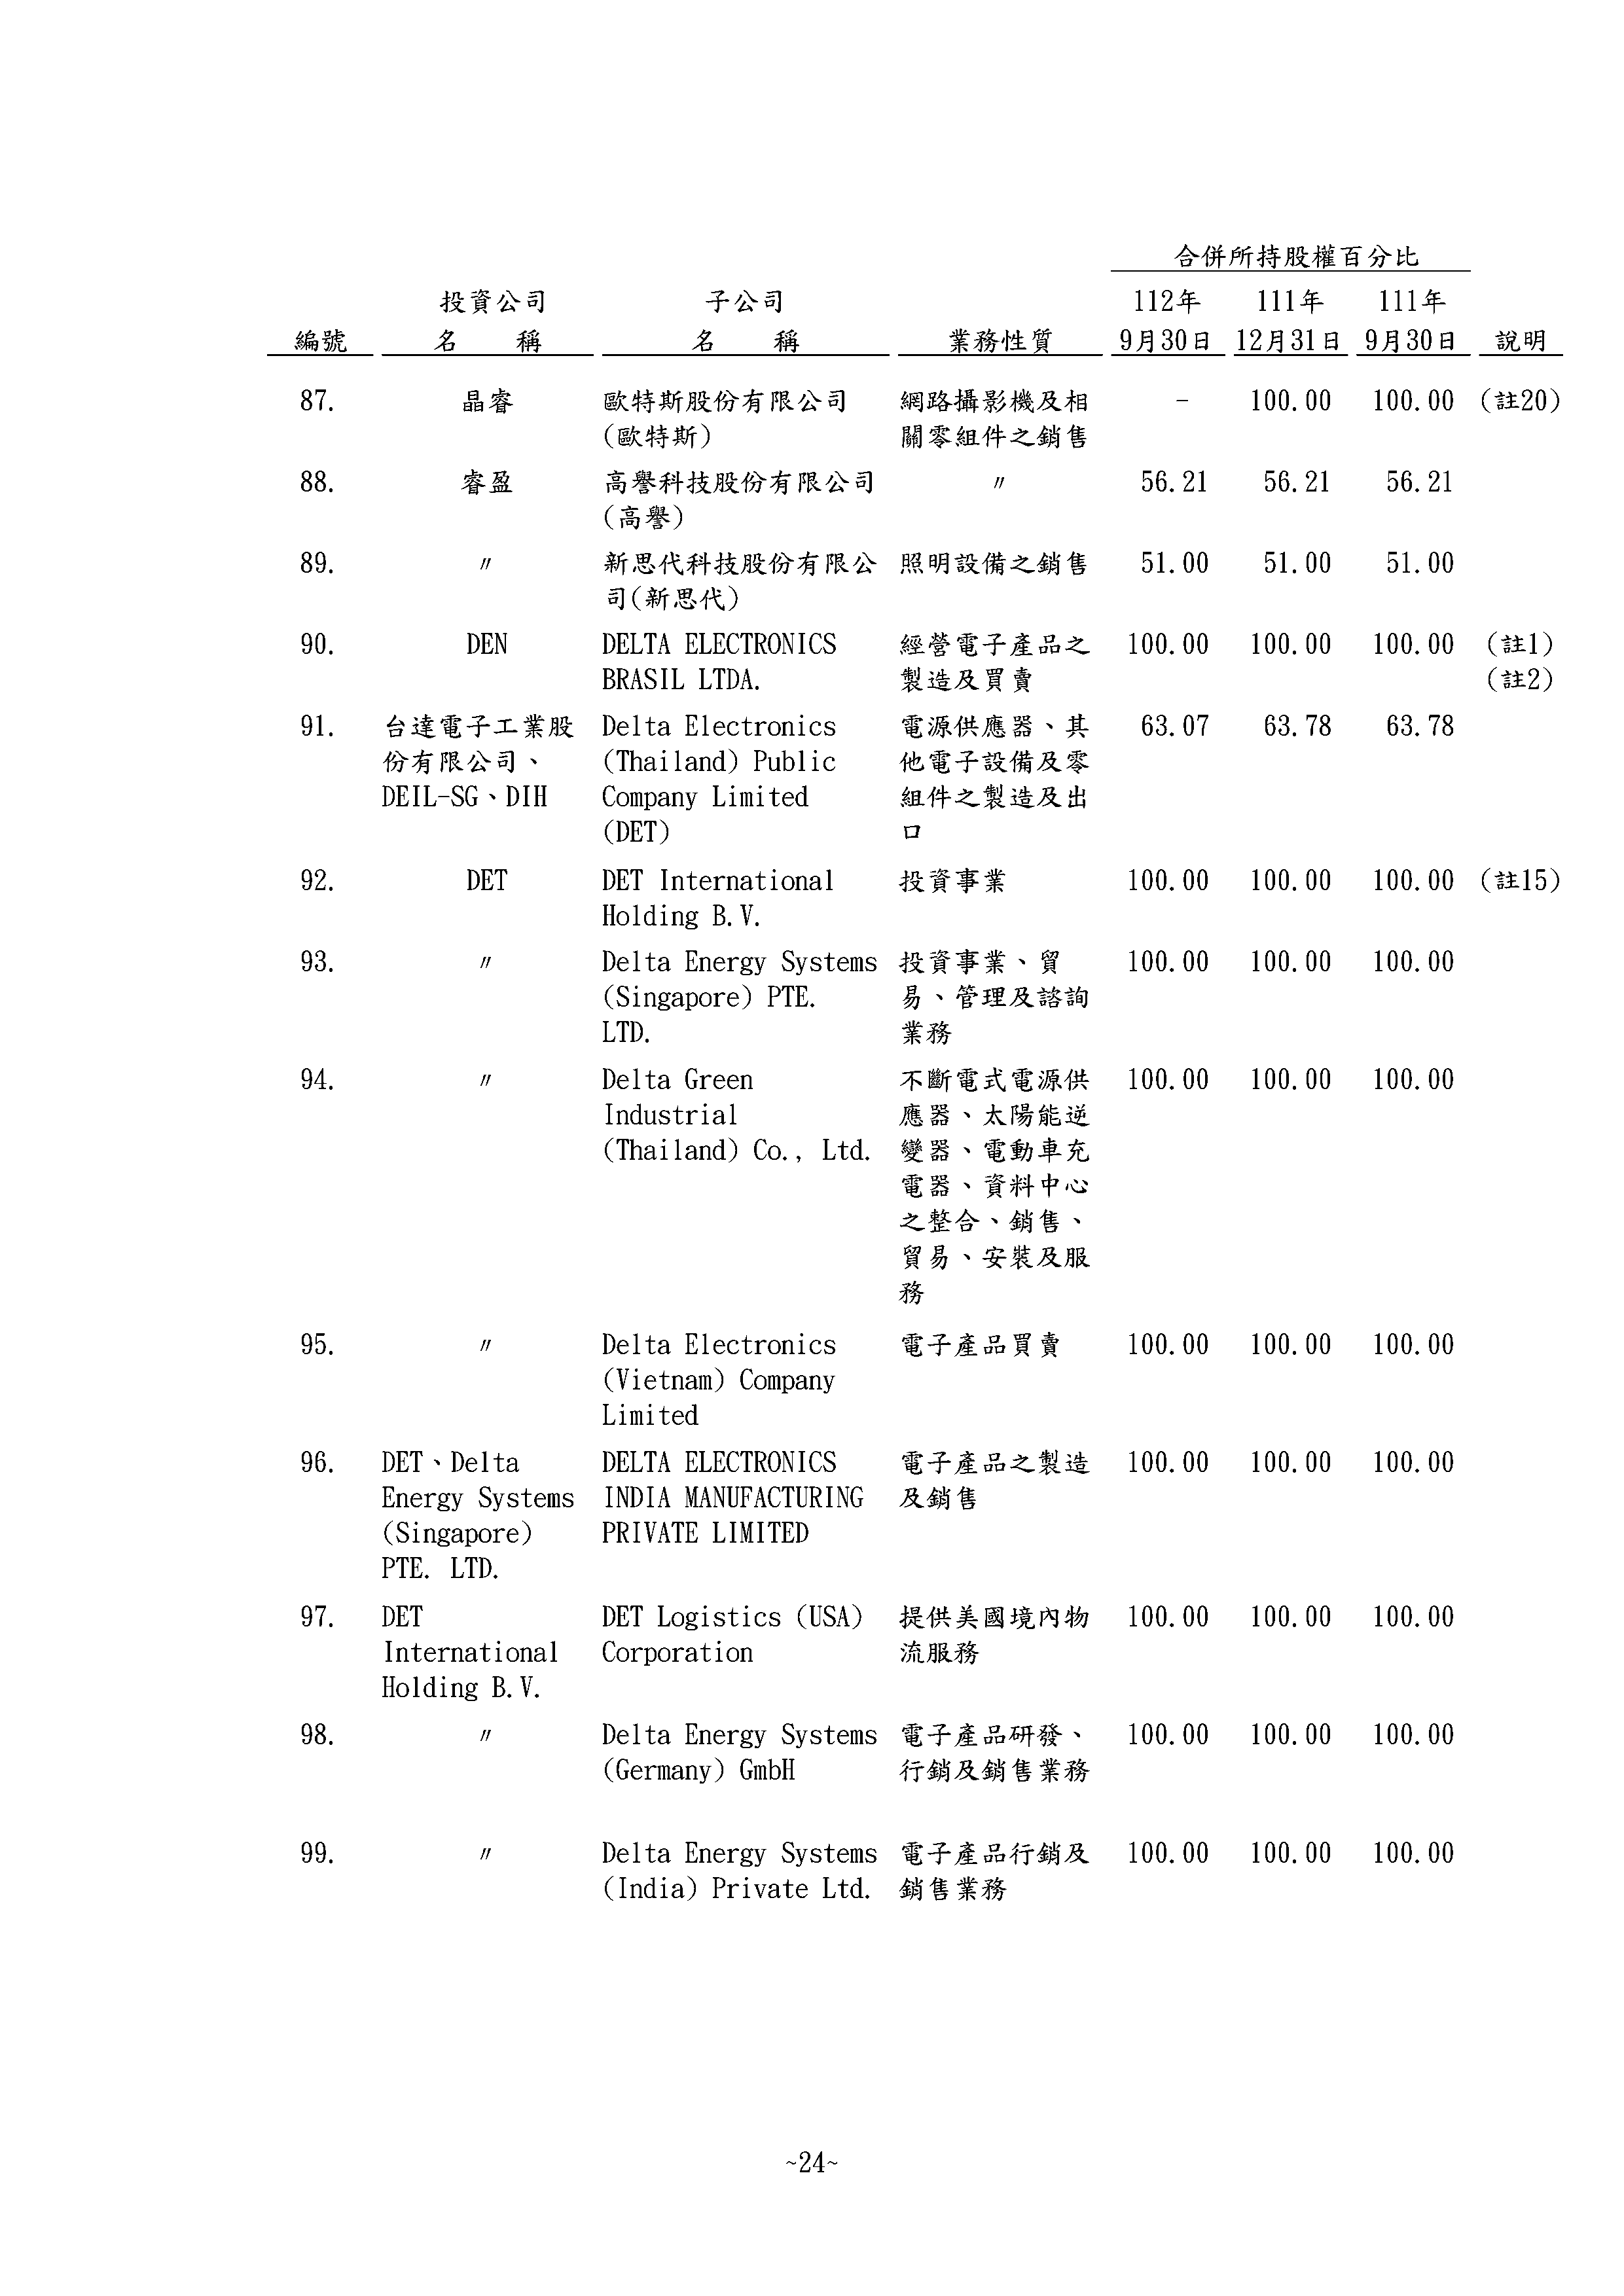 合併所持股權百分比
投資公司 子公司 112年 111年 111年
編號 名　　稱 名　　稱 業務性質 9月30日 12月31日 9月30日 說明
87. 晶睿 歐特斯股份有限公司 網路攝影機及相 - 100.00 100.00 (註20)
(歐特斯) 關零組件之銷售
88. 睿盈 高譽科技股份有限公司 〃 56.21 56.21 56.21
(高譽)
89. 〃 新思代科技股份有限公 照明設備之銷售 51.00 51.00 51.00
司(新思代)
90. DEN DELTA ELECTRONICS 經營電子產品之 100.00 100.00 100.00 (註1)
BRASIL LTDA. 製造及買賣 (註2)
91. 台達電子工業股 Delta Electronics 電源供應器、其 63.07 63.78 63.78
份有限公司、 (Thailand) Public 他電子設備及零
DEIL-SG、DIH Company Limited 組件之製造及出
(DET) 口
92. DET DET International 投資事業 100.00 100.00 100.00 (註15)
Holding B.V.
93. 〃 Delta Energy Systems 投資事業、貿 100.00 100.00 100.00
(Singapore) PTE. 易、管理及諮詢
LTD. 業務
94. 〃 Delta Green 不斷電式電源供 100.00 100.00 100.00
Industrial 應器、太陽能逆
(Thailand) Co., Ltd. 變器、電動車充
電器、資料中心
之整合、銷售、
貿易、安裝及服
務
95. 〃 Delta Electronics 電子產品買賣 100.00 100.00 100.00
(Vietnam) Company
Limited
96. DET、Delta DELTA ELECTRONICS 電子產品之製造 100.00 100.00 100.00
Energy Systems INDIA MANUFACTURING 及銷售
(Singapore) PRIVATE LIMITED
PTE. LTD.
97. DET DET Logistics (USA) 提供美國境內物 100.00 100.00 100.00
International Corporation 流服務
Holding B.V.
98. 〃 Delta Energy Systems 電子產品研發、 100.00 100.00 100.00
(Germany) GmbH 行銷及銷售業務
99. 〃 Delta Energy Systems 電子產品行銷及 100.00 100.00 100.00
(India) Private Ltd. 銷售業務
~24~